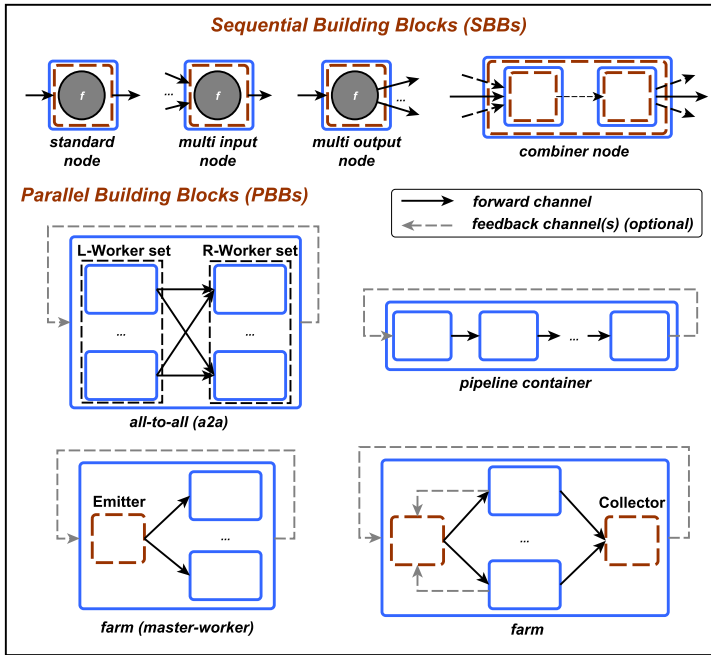 Sequential Building Blocks (SBBs)
f
...
f
f
...
standard
node
multi input
node
multi output
node
combiner node
Parallel Building Blocks (PBBs)
forward channel
feedback channel(s) (optional)
L-Worker set
R-Worker set
...
...
all-to-all (a2a)
...
pipeline container
Emitter
...
farm (master-worker)
Collector
...
farm